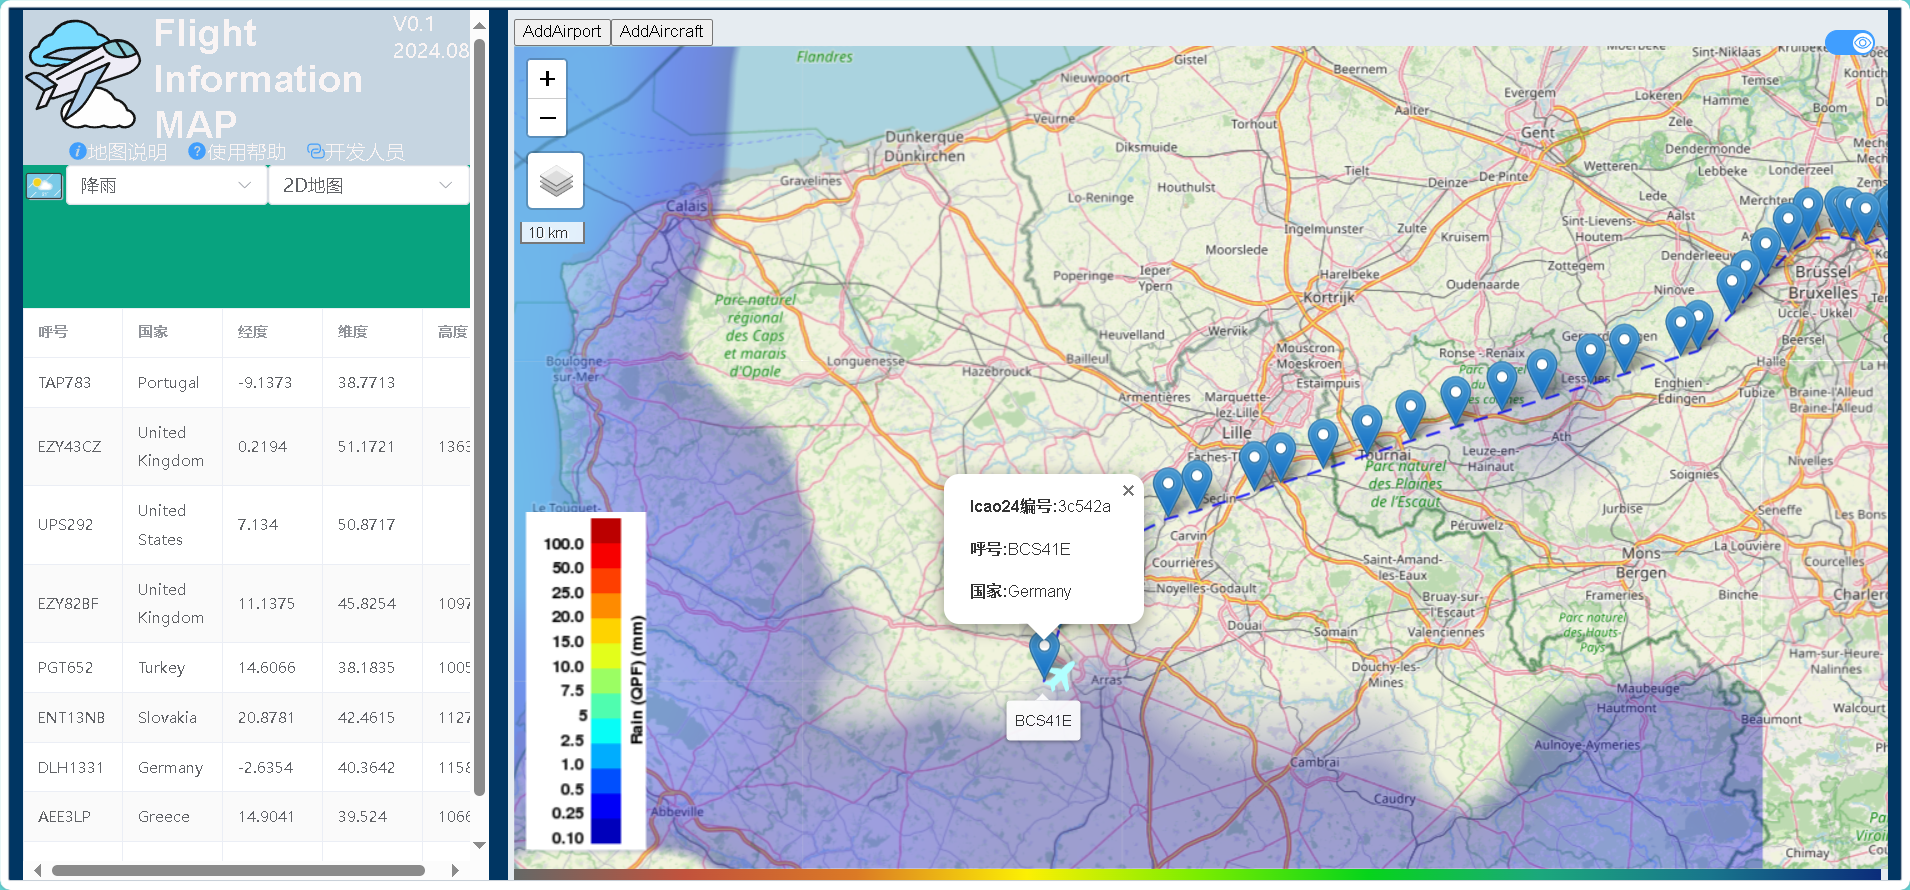 Flight
Information
MAP
V0.1
2024.08
地图说明 使用帮助 开发人员
降雨 2D地图
呼号 国家 经度 维度 高度
TAP783 Portugal -9.1373 38.7713
EZY43CZ United Kingdom 0.2194 51.1721 1363
UPS292 United States 7.134 50.8717
EZY82BF United Kingdom 11.1375 45.8254 1097
PGT652 Turkey 14.6066 38.1835 1005
ENT13NB Slovakia 20.8781 42.4615 1127
DLH1331 Germany -2.6354 40.3642 1158
AEE3LP Greece 14.9041 39.524 1066
AddAirport AddAircraft
+
−
10 km
Flandres
Gistel
Beernem
Sint-Niklaas
Temse
Kontich
Nieuwpoort
Evergem
Lokeren
Hamme
Boom
Aalter
Zele
Veurne
Torhout
Gent
Dunkerque
Dünkirchen
Diksmuide
Dendermonde
Wetteren
Lebbeke
Londerzeel
Tielt
Deinze
De Pinte
Gravelines
Houthulst
Lo-Reninge
Lede
Aalst
Calais
Waregem
Ingelmunster
Zulte
Kruisem
Sint-Lievens-
Houtem
Moorslede
Denderleeuw
Zottegem
Poperinge
Ieper
Ypern
Harelbeke
Kortrijk
Oudenaarde
Ninove
Brüssel
Bruxelles
Uccle - Ukkel
Parc naturel
régional
des Caps
et marais
d'Opale
Heuvelland
Wervik
Beersel
Mouscron
- Moeskroen
Ronse - Renaix
Boulogne
-sur-Mer
Longuenesse
Bailleul
Hazebrouck
Estaimpuis
Halle
Enghien -
Edingen
Tubize
Braine-l'Alleud
Braine-l'Alleud
Armentières
Marquette-
lez-Lille
Lille
Ath
Tournai
Leuze-en-
Hainaut
Nivelles
Soignies
Parc naturel
des Plaines
de l'Escaut
Seclin
Le Touquet-
Jurbise
Les Bons
Péruwelz
Carvin
Mons
Bergen
La Louvière
Courcelles
Courrières
Saint-Amand-
les-Eaux
Noyelles-Godault
Bruay-sur-
l'Escaut
Frameries
Binche
Charleroi
Douai
Somain
Valenciennes
Parc naturel
des Hauts-
Pays
Ham-sur-Heure-
Nalinnes
Douchy-les-
Mines
Arras
Maubeuge
Hautmont
Walcourt
Beaumont
Aulnoye-Aymeries
Cambrai
Caudry
Abbeville
Chimay
Icao24编号:3c542a
呼号:BCS41E
国家:Germany
BCS41E
100.0
50.0
25.0
20.0
15.0
10.0
7.5
5
2.5
1.0
0.5
0.25
0.10
Rain (QPF) (mm)